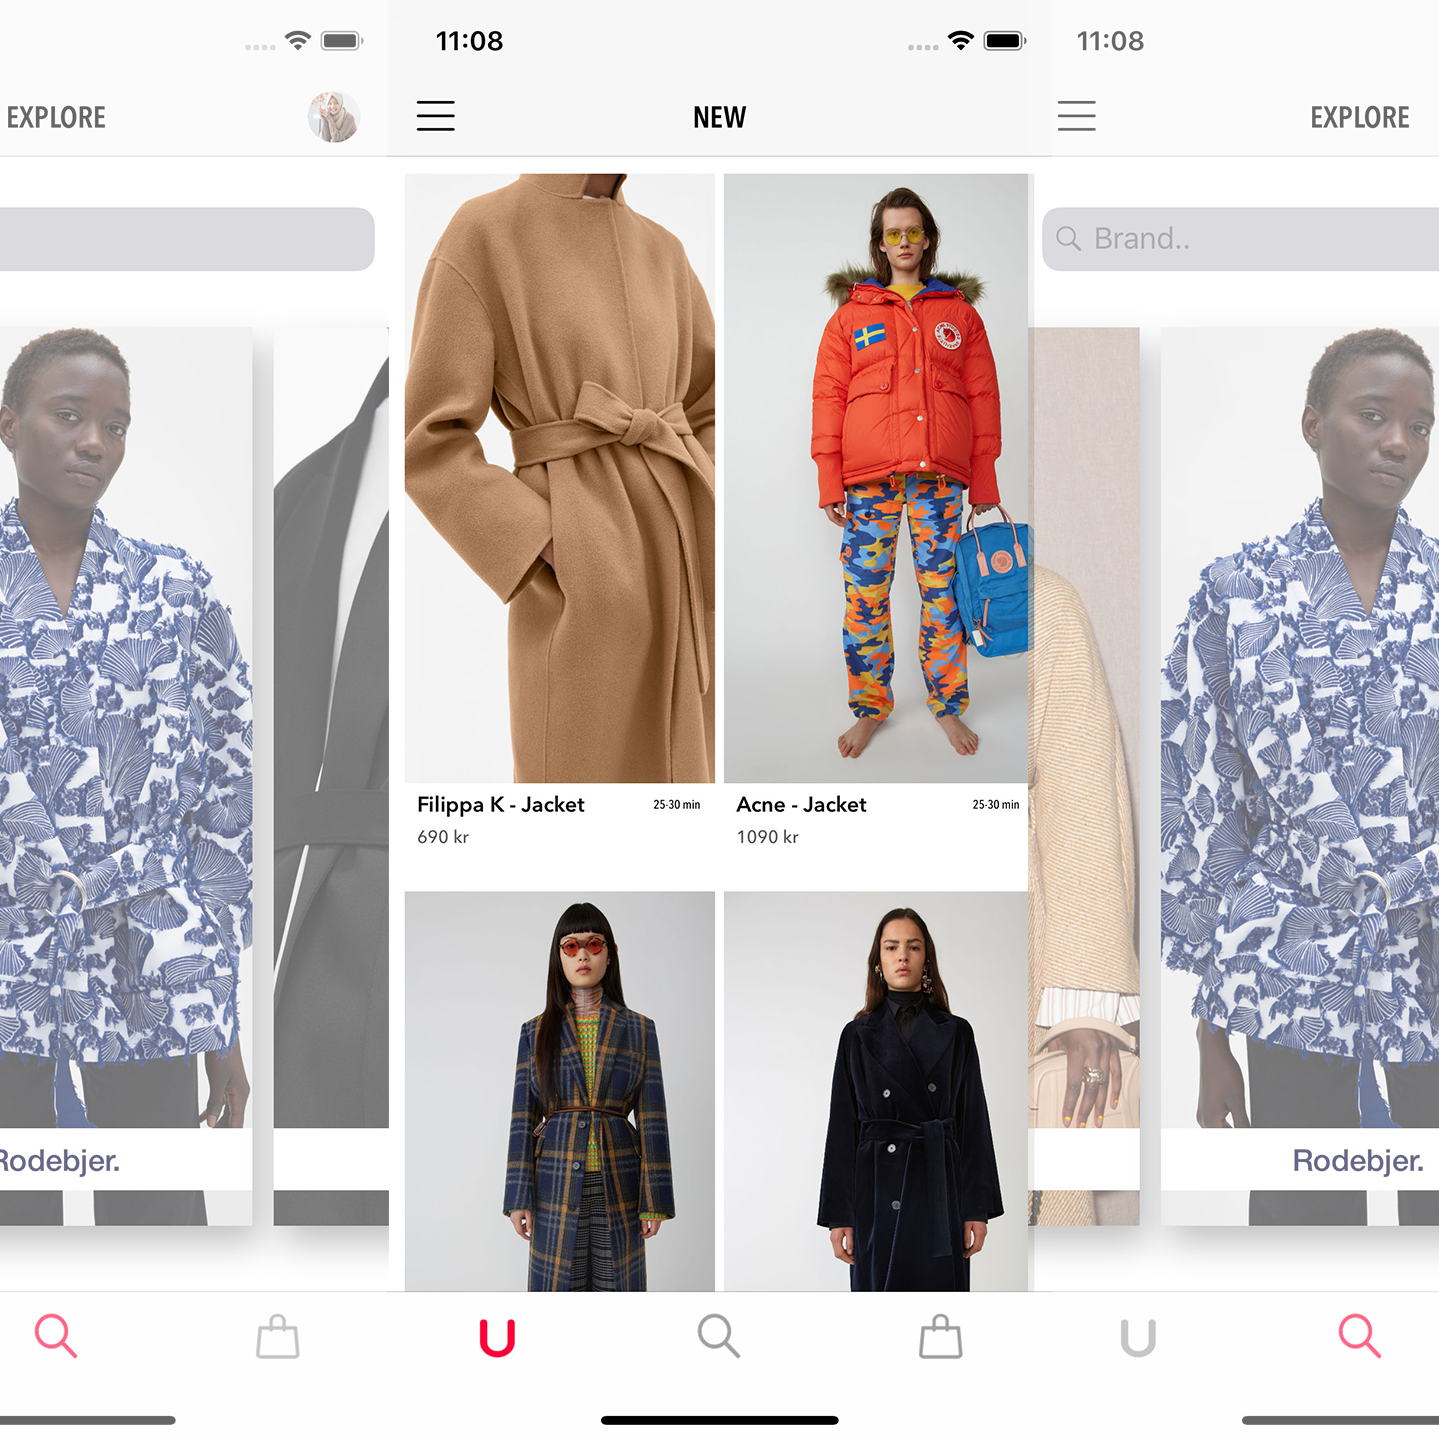 11:08
11:08
EXPLORE
NEW
EXPLORE
Brand..
Filippa K - Jacket
25-30 min
Acne - Jacket
25-30 min
690 kr
1090 kr
Rodebjer.
Rodebjer.